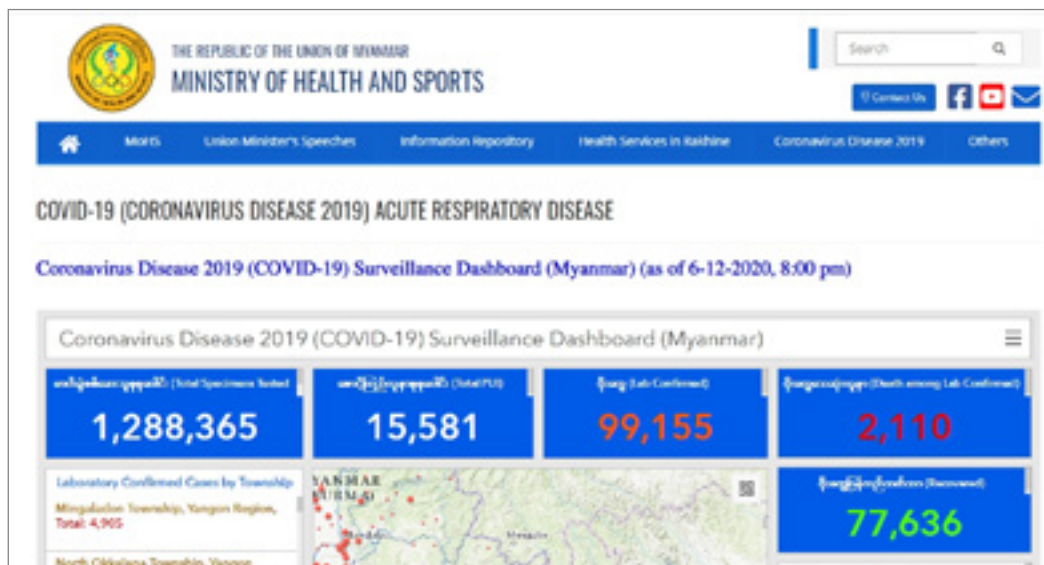 THE REPUBLIC OF THE UNION OF MYANMAR
MINISTRY OF HEALTH AND SPORTS
Search
Contact Us
MoHS Union Minister's Speeches Information Repository Health Services in Rakhine Coronavirus Disease 2019 Others
COVID-19 (CORONAVIRUS DISEASE 2019) ACUTE RESPIRATORY DISEASE
Coronavirus Disease 2019 (COVID-19) Surveillance Dashboard (Myanmar) (as of 6-12-2020, 8:00 pm)
Coronavirus Disease 2019 (COVID-19) Surveillance Dashboard (Myanmar)
(Total Specimens Tested
1,288,365
(Total PUI)
15,581
(Lab Confirmed)
99,155
(Death among Lab Confirmed)
2,110
Laboratory Confirmed Cases by Township
Mingaladon Township, Yangon Region,
Total: 4,905
North Okkalapa Township, Yangon
(Recovered)
77,636